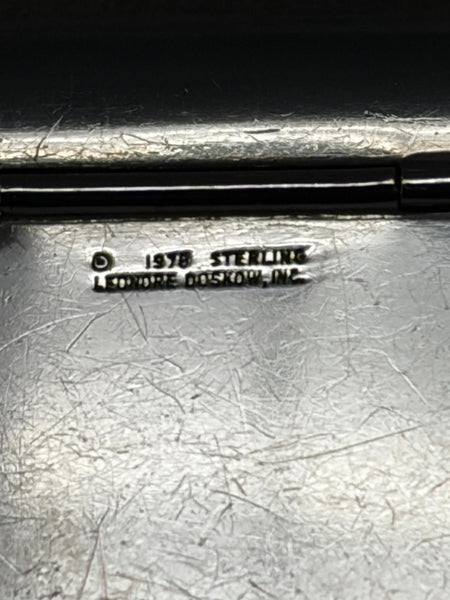 © 1978 STERLING
LEONORE DOSKOW, INC.